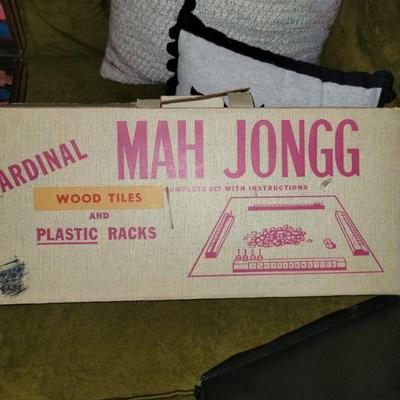 ARDINAL
MAH JONGG
COMPLETE SET WITH INSTRUCTIONS
WOOD TILES
AND
PLASTIC RACKS